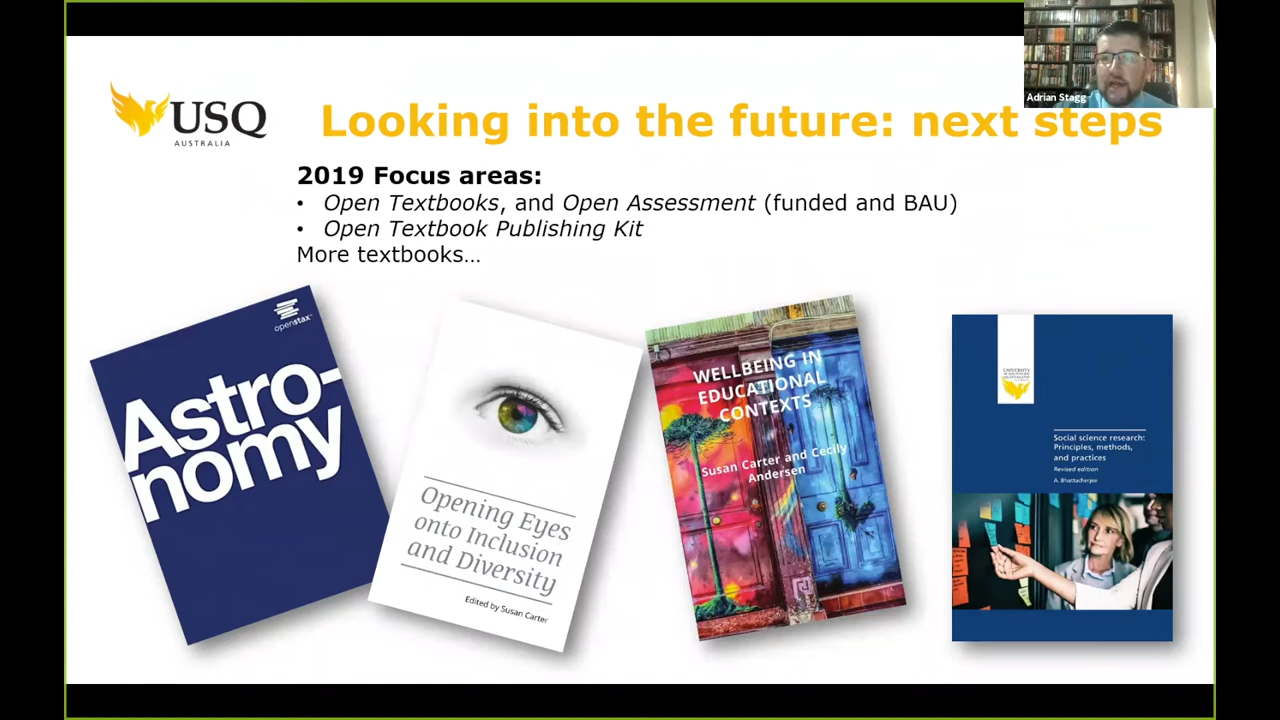 Adrian Stagg
USQ
AUSTRALIA
Looking into the future: next steps
2019 Focus areas:
• Open Textbooks, and Open Assessment (funded and BAU)
• Open Textbook Publishing Kit
More textbooks…
openstax™
Astro-
nomy
Opening Eyes
onto Inclusion
and Diversity
Edited by Susan Carter
WELLBEING IN
EDUCATIONAL
CONTEXTS
Susan Carter and Cecily
Andersen
Social science research:
Principles, methods,
and practices
Revised edition
A. Bhattacherjee